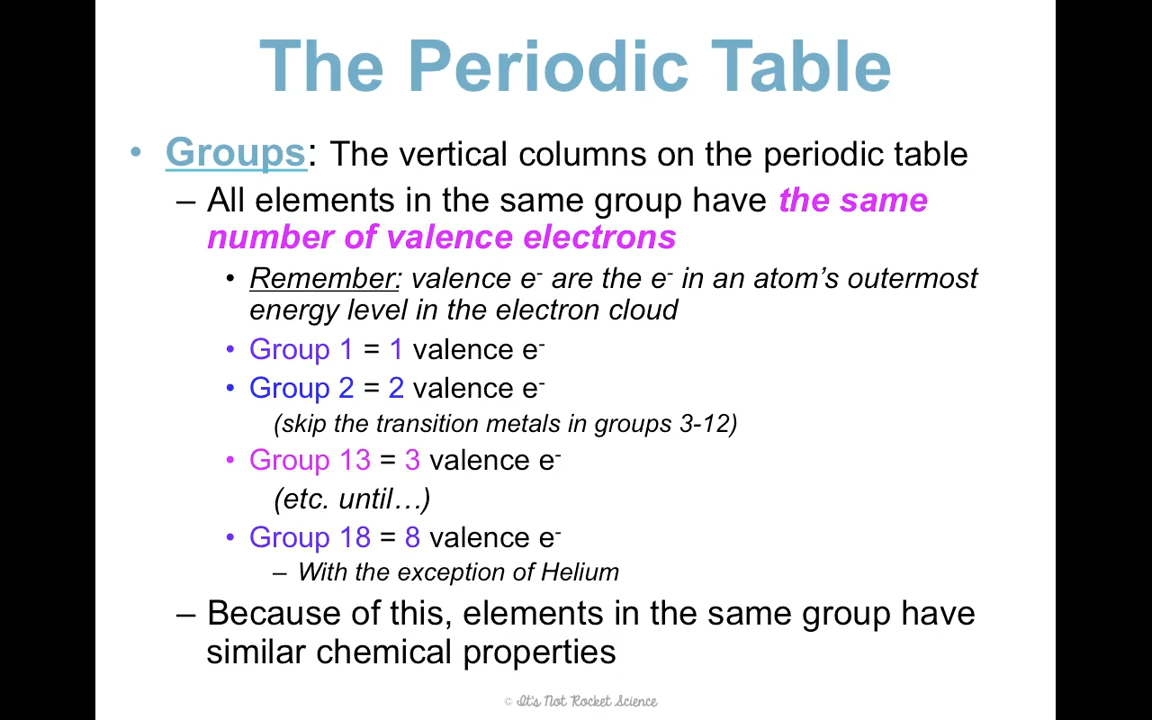 The Periodic Table
• Groups: The vertical columns on the periodic table
– All elements in the same group have the same
number of valence electrons
• Remember: valence e- are the e- in an atom’s outermost
energy level in the electron cloud
• Group 1 = 1 valence e-
• Group 2 = 2 valence e-
(skip the transition metals in groups 3-12)
• Group 13 = 3 valence e-
(etc. until…)
• Group 18 = 8 valence e-
– With the exception of Helium
– Because of this, elements in the same group have
similar chemical properties
© It's Not Rocket Science